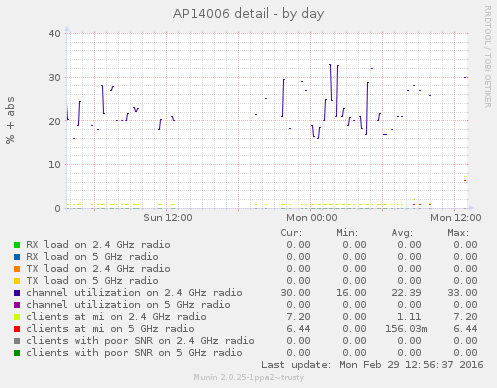 AP14006 detail - by day
RRDTOOL / TOBI OETIKER
% + abs
40
30
20
10
0
Sun 12:00 Mon 00:00 Mon 12:00
Cur: Min: Avg: Max:
RX load on 2.4 GHz radio 0.00 0.00 0.00 0.00
RX load on 5 GHz radio 0.00 0.00 0.00 0.00
TX load on 2.4 GHz radio 0.00 0.00 0.00 0.00
TX load on 5 GHz radio 0.00 0.00 0.00 0.00
channel utilization on 2.4 GHz radio 30.00 16.00 22.39 33.00
channel utilization on 5 GHz radio 0.00 0.00 0.00 0.00
clients at mi on 2.4 GHz radio 7.20 0.00 1.11 7.20
clients at mi on 5 GHz radio 6.44 0.00 156.03m 6.44
clients with poor SNR on 2.4 GHz radio 0.00 0.00 0.00 0.00
clients with poor SNR on 5 GHz radio 0.00 0.00 0.00 0.00
Last update: Mon Feb 29 12:56:37 2016
Munin 2.0.25-1ppa2~trusty